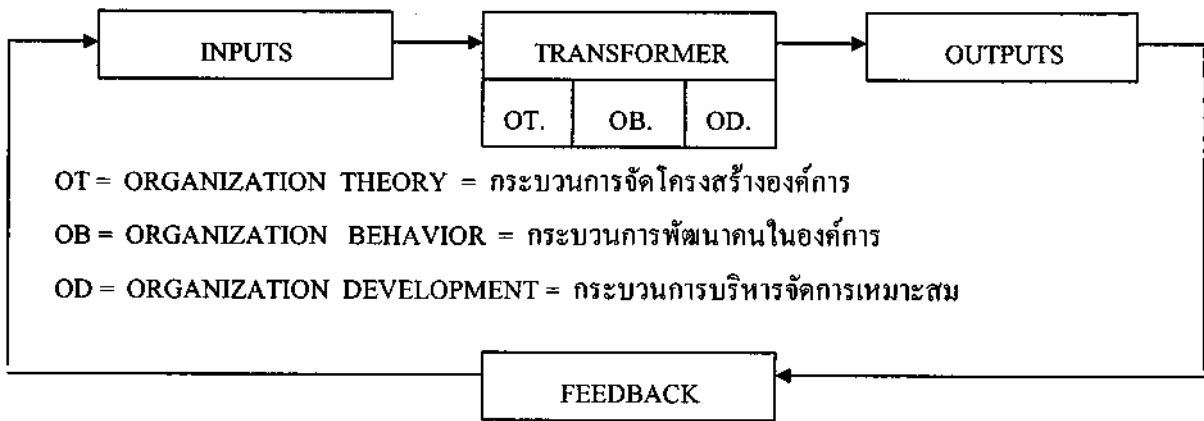 INPUTS
TRANSFORMER
OUTPUTS
OT. OB. OD.
OT = ORGANIZATION THEORY = กระบวนการจัดโครงสร้างองค์การ
OB = ORGANIZATION BEHAVIOR = กระบวนการพัฒนาคนในองค์การ
OD = ORGANIZATION DEVELOPMENT = กระบวนการบริหารจัดการเหมาะสม
FEEDBACK